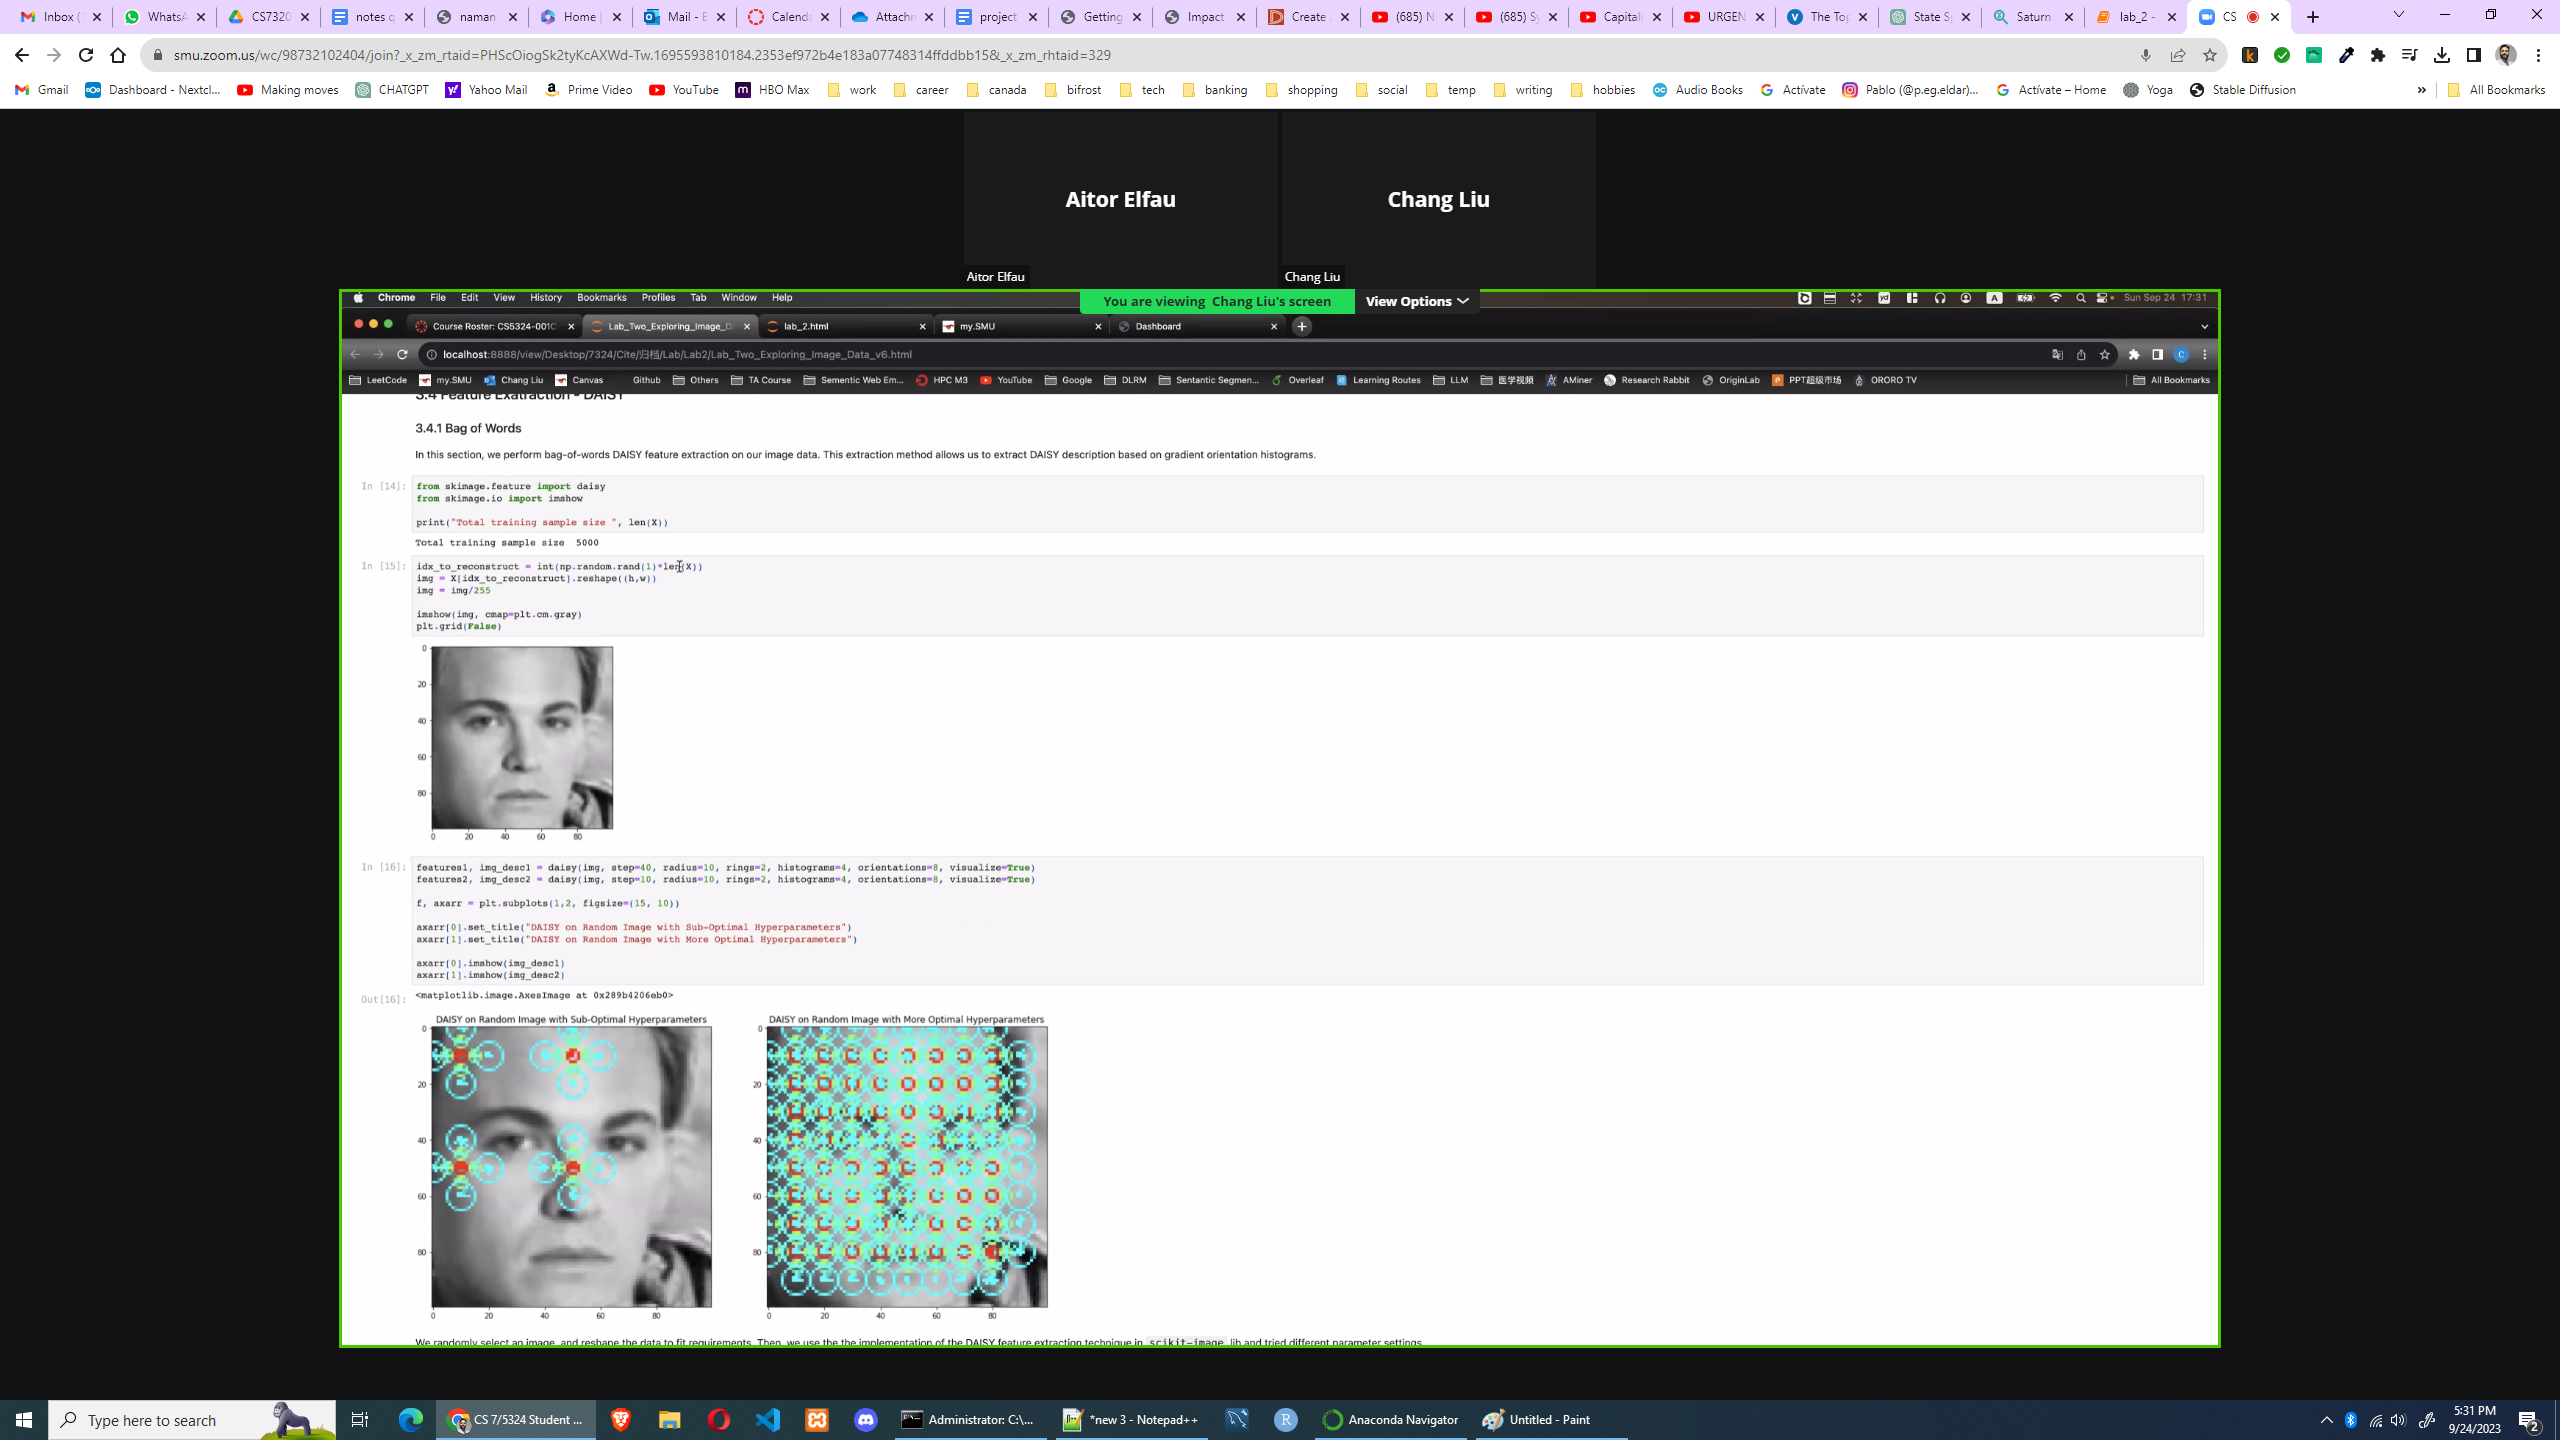 Inbox (
WhatsA
CS7320
notes q
naman
Home |
Mail - E
Calenda
Attachm
project
Getting
Impact
Create
(685) N
(685) Sy
Capitali
URGEN
The Top
State S
Saturn
lab_2 -
CS
smu.zoom.us/wc/98732102404/join?_x_zm_rtaid=PHScOiogSk2tyKcAXWd-Tw.1695593810184.2353ef972b4e183a07748314ffddbb15&_x_zm_rhtaid=329
Gmail
Dashboard - Nextcl...
Making moves
CHATGPT
Yahoo Mail
Prime Video
YouTube
HBO Max
work
career
canada
bifrost
tech
banking
shopping
social
temp
writing
hobbies
Audio Books
Actívate
Pablo (@p.eg.eldar)...
Actívate – Home
Yoga
Stable Diffusion
»
All Bookmarks
Aitor Elfau
Chang Liu
Aitor Elfau
Chang Liu
Chrome File Edit View History Bookmarks Profiles Tab Window Help
You are viewing Chang Liu's screen
View Options
Sun Sep 24 17:31
Course Roster: CS5324-001C
Lab_Two_Exploring_Image_D
lab_2.html
my.SMU
Dashboard
localhost:8888/view/Desktop/7324/Cite/归档/Lab/Lab2/Lab_Two_Exploring_Image_Data_v6.html
LeetCode
my.SMU
Chang Liu
Canvas
Github
Others
TA Course
Sementic Web Em...
HPC M3
YouTube
Google
DLRM
Sentantic Segmen...
Overleaf
Learning Routes
LLM
医学视频
AMiner
Research Rabbit
OriginLab
PPT超级市场
ORORO TV
All Bookmarks
3.4 Feature Exatraction - DAISY
3.4.1 Bag of Words
In this section, we perform bag-of-words DAISY feature extraction on our image data. This extraction method allows us to extract DAISY description based on gradient orientation histograms.
In [14]:
from skimage.feature import daisy
from skimage.io import imshow
print("Total training sample size ", len(X))
Total training sample size  5000
In [15]:
idx_to_reconstruct = int(np.random.rand(1)*len(X))
img = X[idx_to_reconstruct].reshape((h,w))
img = img/255
imshow(img, cmap=plt.cm.gray)
plt.grid(False)
0
20
40
60
80
0 20 40 60 80
In [16]:
features1, img_desc1 = daisy(img, step=40, radius=10, rings=2, histograms=4, orientations=8, visualize=True)
features2, img_desc2 = daisy(img, step=10, radius=10, rings=2, histograms=4, orientations=8, visualize=True)
f, axarr = plt.subplots(1,2, figsize=(15, 10))
axarr[0].set_title("DAISY on Random Image with Sub-Optimal Hyperparameters")
axarr[1].set_title("DAISY on Random Image with More Optimal Hyperparameters")
axarr[0].imshow(img_desc1)
axarr[1].imshow(img_desc2)
Out[16]:
<matplotlib.image.AxesImage at 0x289b4206eb0>
DAISY on Random Image with Sub-Optimal Hyperparameters
0
20
40
60
80
0 20 40 60 80
DAISY on Random Image with More Optimal Hyperparameters
0
20
40
60
80
0 20 40 60 80
We randomly select an image, and reshape the data to fit requirements. Then, we use the the implementation of the DAISY feature extraction technique in scikit-image lib and tried different parameter settings
Type here to search
CS 7/5324 Student ...
Administrator: C:\...
*new 3 - Notepad++
Anaconda Navigator
Untitled - Paint
5:31 PM
9/24/2023
2